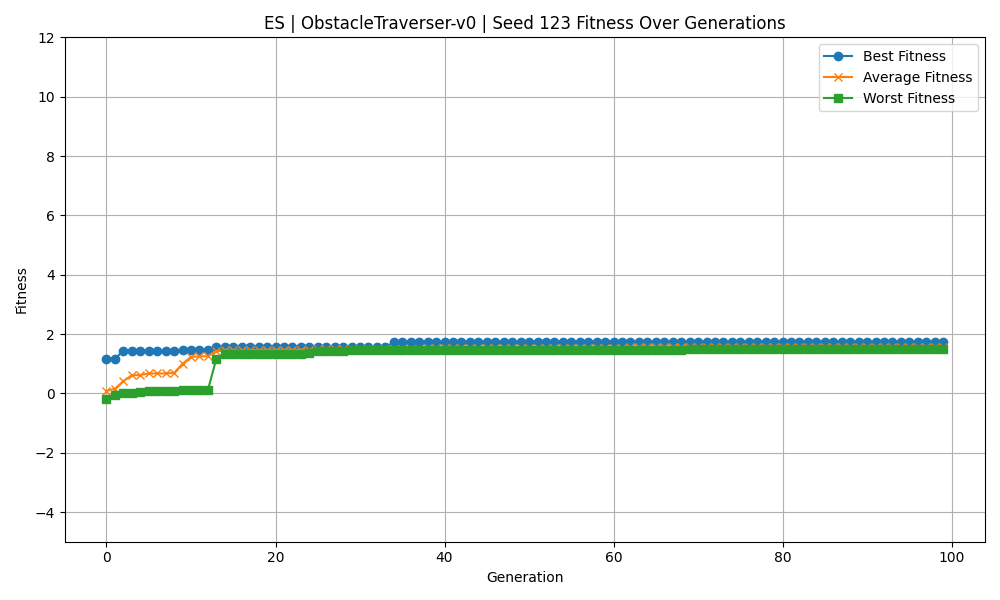 ES | ObstacleTraverser-v0 | Seed 123 Fitness Over Generations
Best Fitness
Average Fitness
Worst Fitness
12
10
8
6
4
2
0
−2
−4
Fitness
0 20 40 60 80 100
Generation